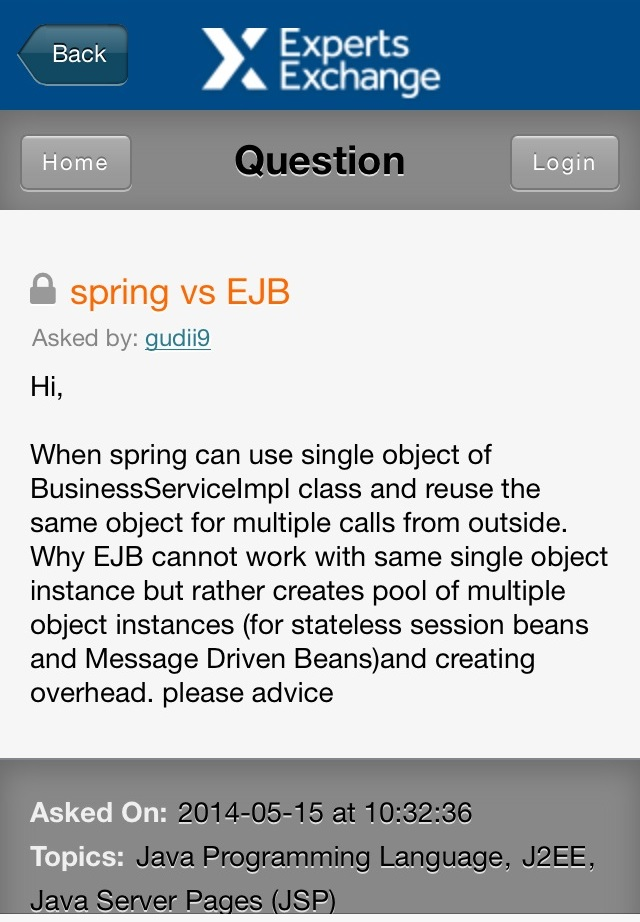 Back
Experts
Exchange
Home
Question
Login
spring vs EJB
Asked by: gudii9
Hi,
When spring can use single object of
BusinessServiceImpl class and reuse the
same object for multiple calls from outside.
Why EJB cannot work with same single object
instance but rather creates pool of multiple
object instances (for stateless session beans
and Message Driven Beans)and creating
overhead. please advice
Asked On: 2014-05-15 at 10:32:36
Topics: Java Programming Language, J2EE,
Java Server Pages (JSP)